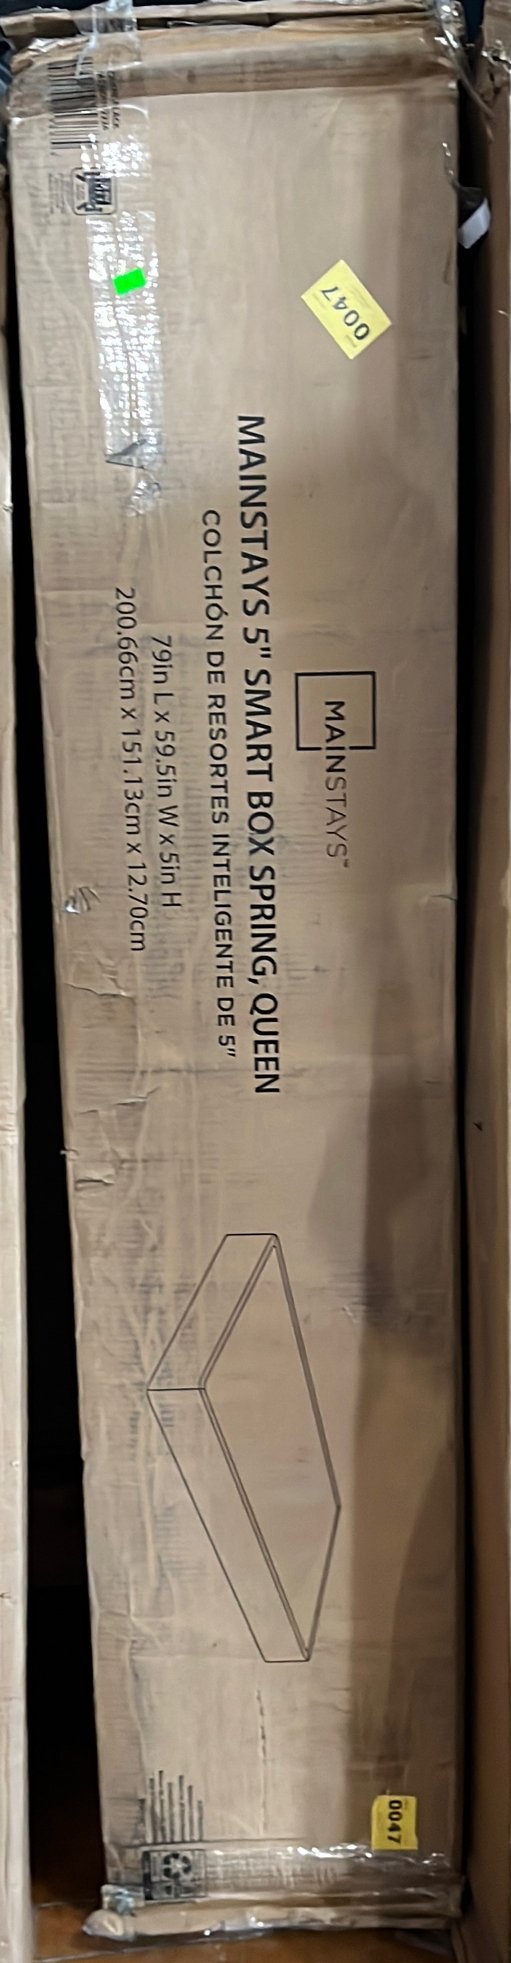 0047
MAINSTAYS™
MAINSTAYS 5" SMART BOX SPRING, QUEEN
COLCHÓN DE RESORTES INTELIGENTE DE 5"
79in L x 59.5in W x 5in H
200.66cm x 151.13cm x 12.70cm
0047